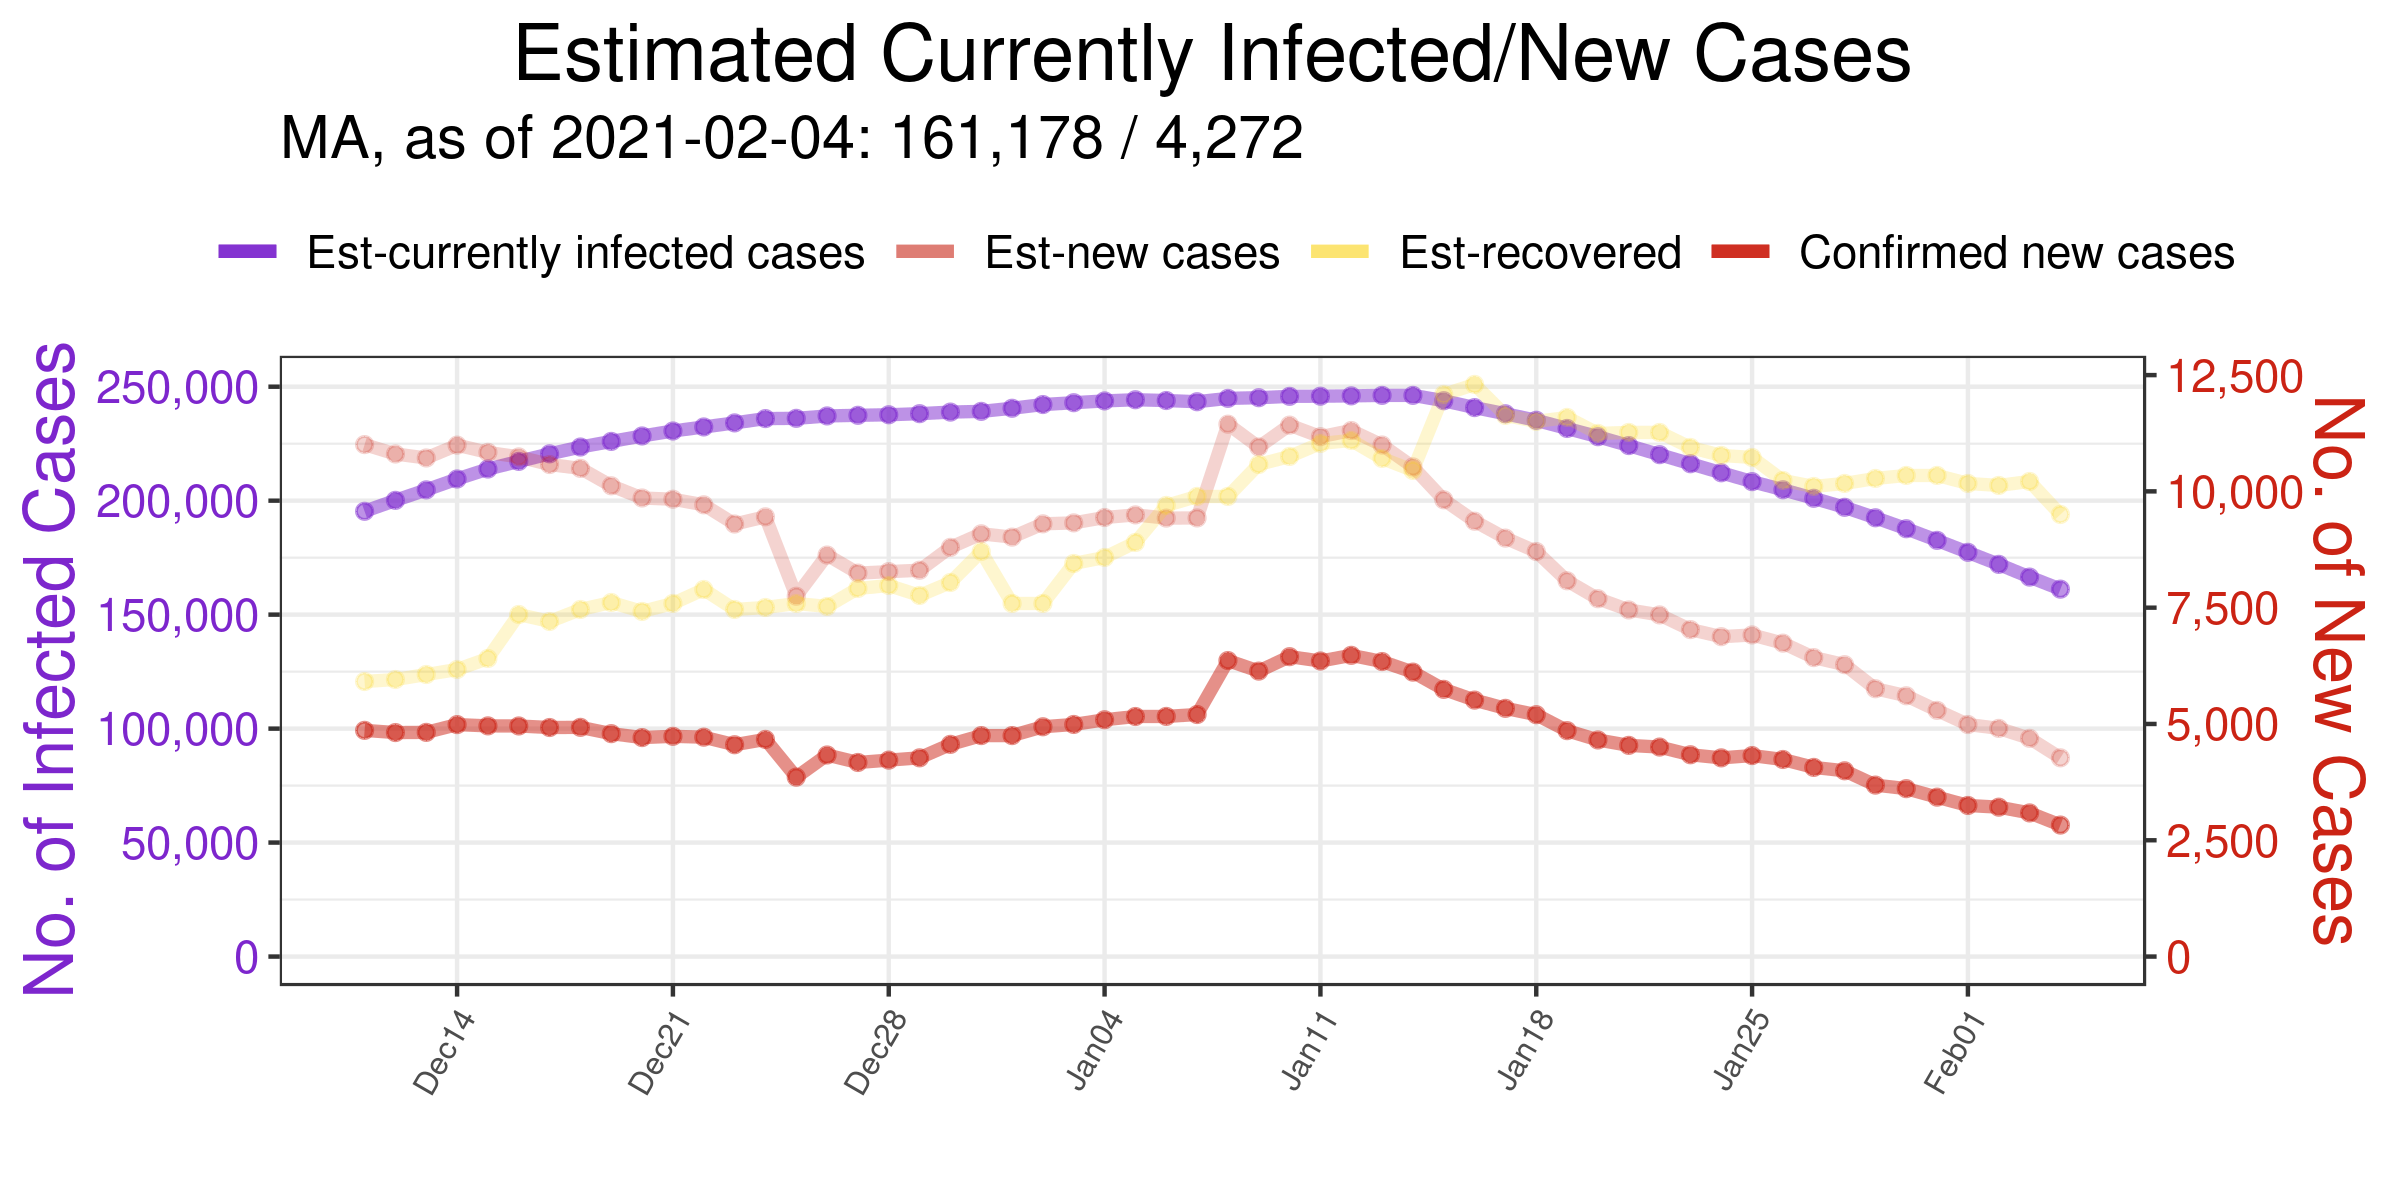 Estimated Currently Infected/New Cases
MA, as of 2021-02-04: 161,178 / 4,272
Est-currently infected cases Est-new cases Est-recovered Confirmed new cases
No. of Infected Cases
250,000
200,000
150,000
100,000
50,000
0
12,500
10,000
7,500
5,000
2,500
0
No. of New Cases
Dec14 Dec21 Dec28 Jan04 Jan11 Jan18 Jan25 Feb01